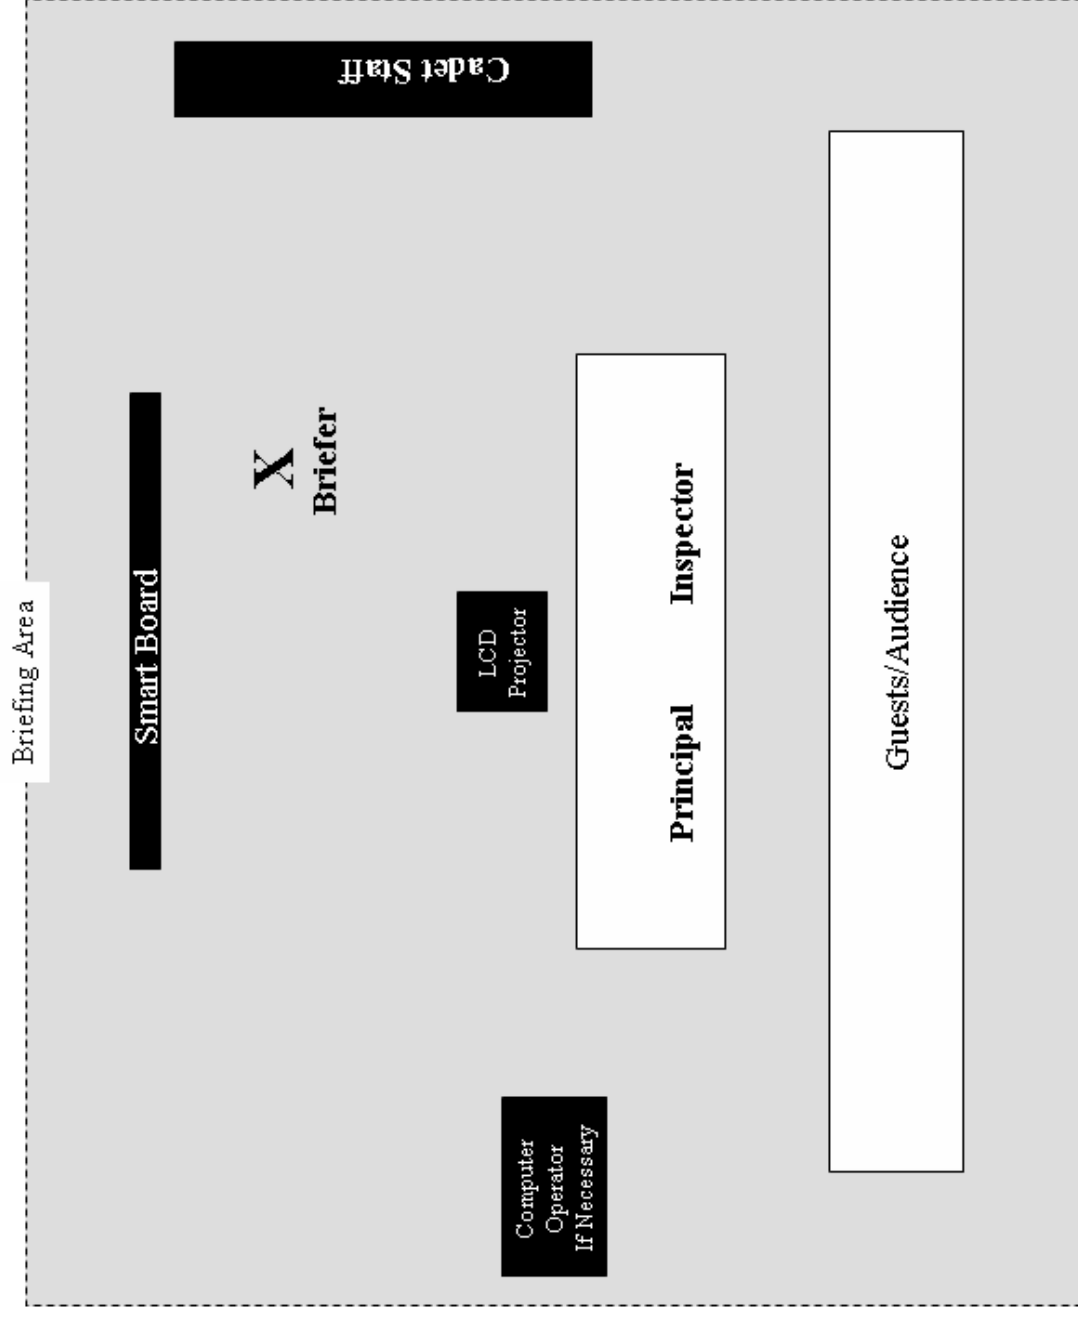 Briefing Area
Smart Board
Cadet Staff
X
Briefer
LCD
Projector
Computer
Operator
If Necessary
Principal
Inspector
Guests/Audience